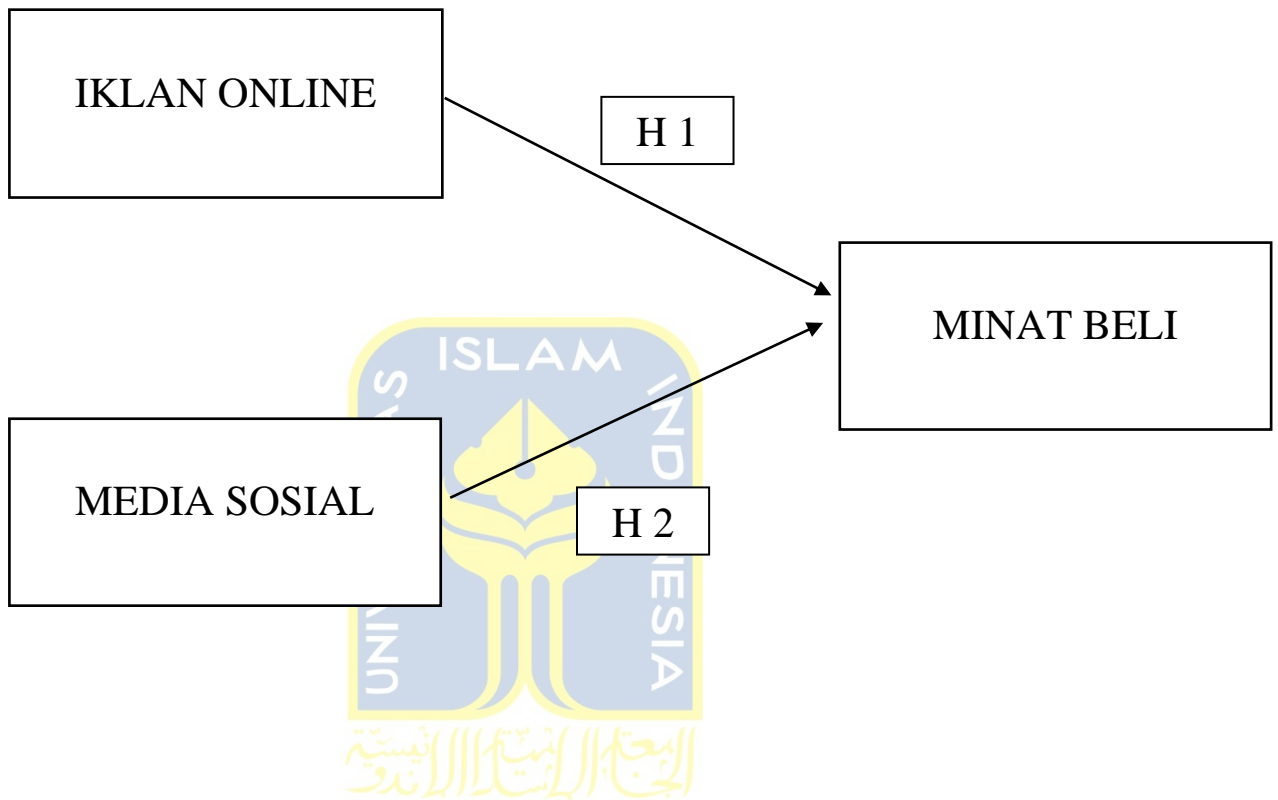 IKLAN ONLINE
H 1
MINAT BELI
MEDIA SOSIAL
H 2
ISLAM